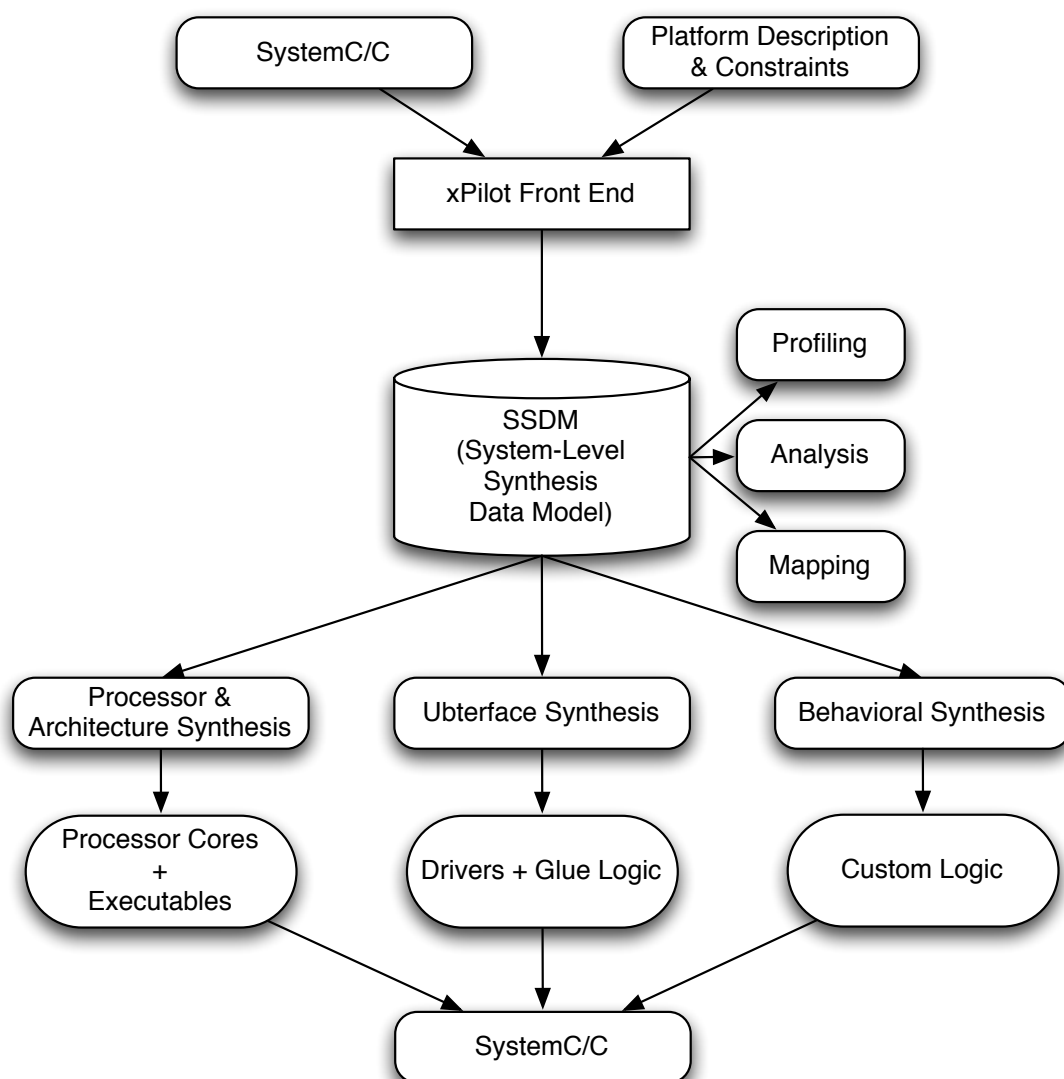 SystemC/C
Platform Description
& Constraints
xPilot Front End
Profiling
SSDM
(System-Level
Synthesis
Data Model)
Analysis
Mapping
Processor &
Architecture Synthesis
Ubterface Synthesis
Behavioral Synthesis
Processor Cores
+
Executables
Drivers + Glue Logic
Custom Logic
SystemC/C